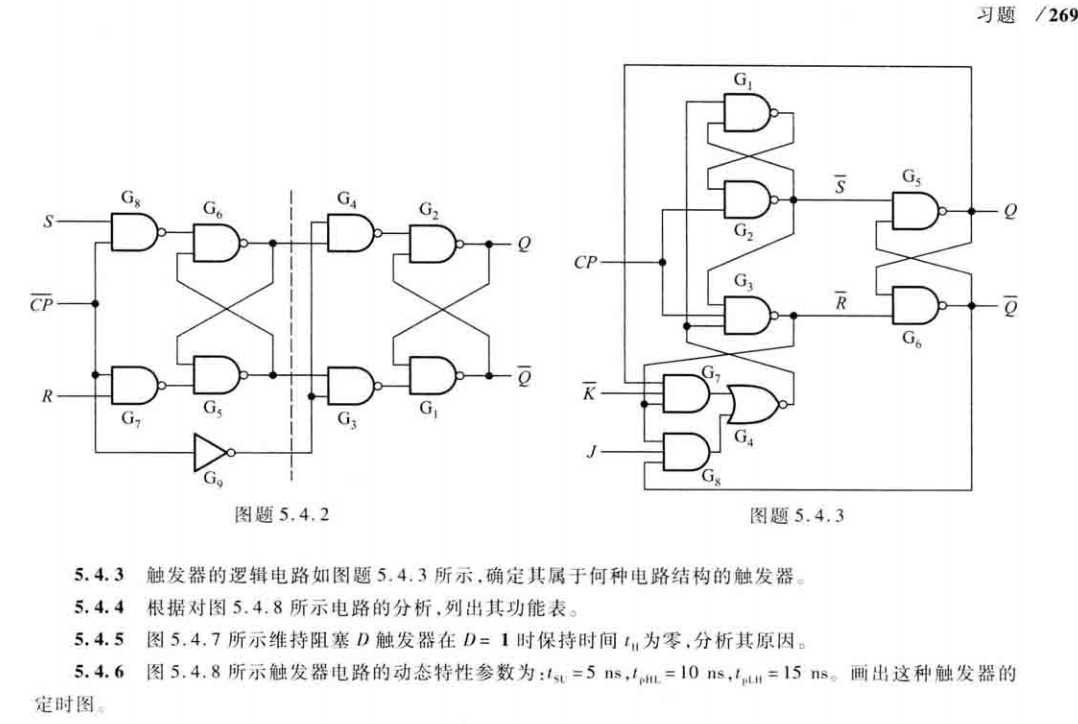 习题 /269
G₁
G₈ G₆ G₄ G₂ S̅ G₅
S Q G₂ Q
CP
G₃
C̅P̅ R̅ Q̅
G₆
R Q̅ K̅ G₇
G₇ G₅ G₃ G₁ G₄
J
G₉ G₈
图题 5.4.2 图题 5.4.3
5.4.3 触发器的逻辑电路如图题 5.4.3 所示,确定其属于何种电路结构的触发器。
5.4.4 根据对图 5.4.8 所示电路的分析,列出其功能表。
5.4.5 图 5.4.7 所示维持阻塞 D 触发器在 D= 1 时保持时间 tH 为零,分析其原因。
5.4.6 图 5.4.8 所示触发器电路的动态特性参数为:tSU =5 ns,tpHL =10 ns,tpLH =15 ns。画出这种触发器的
定时图。